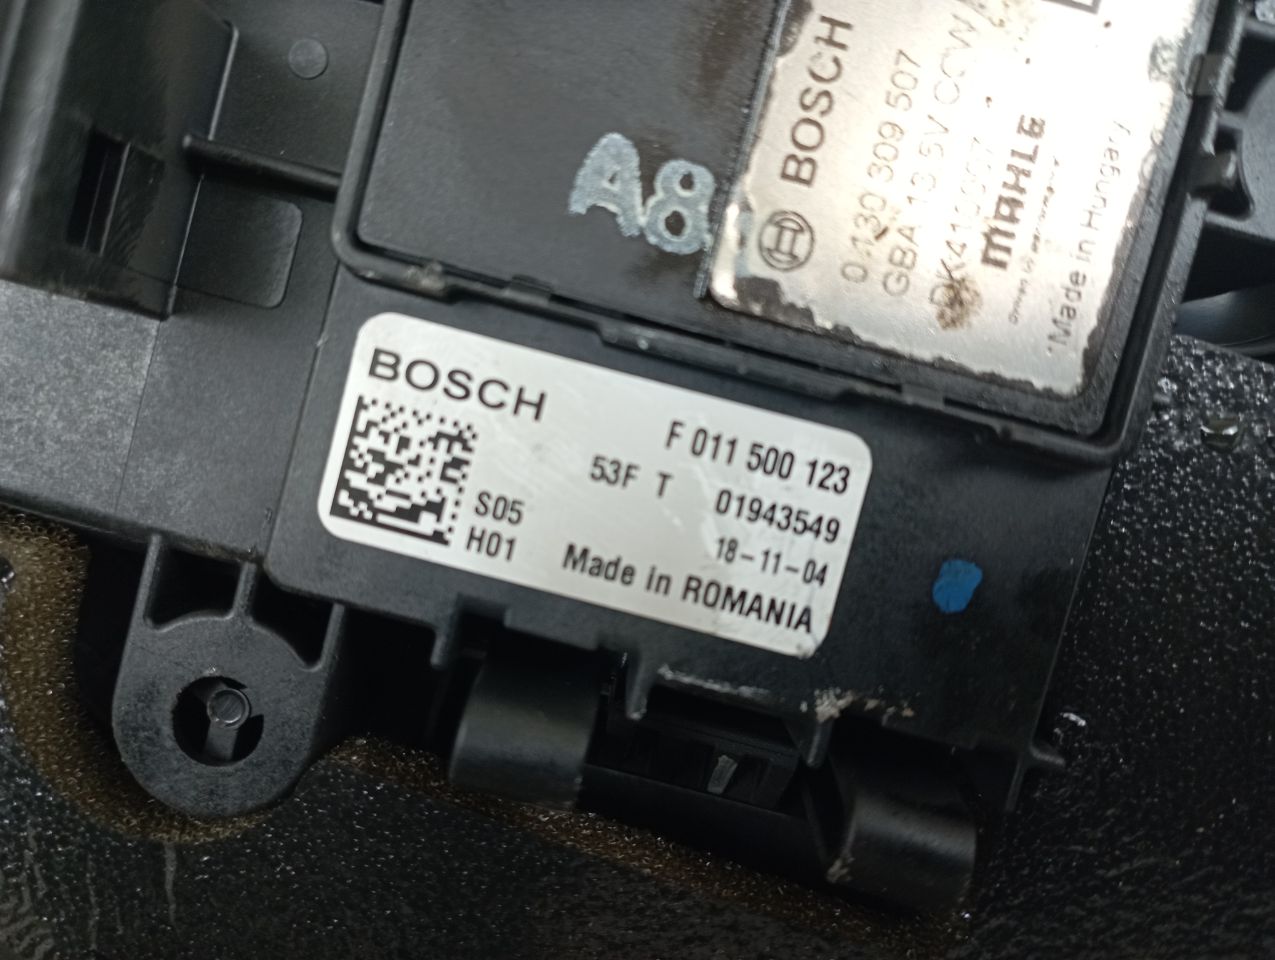 BOSCH
0 130 309 507
GBA 13.5V CCW
MAHLE
Made in Hungary
A8
BOSCH
F 011 500 123
53F T 01943549
S05 18-11-04
H01 Made in ROMANIA